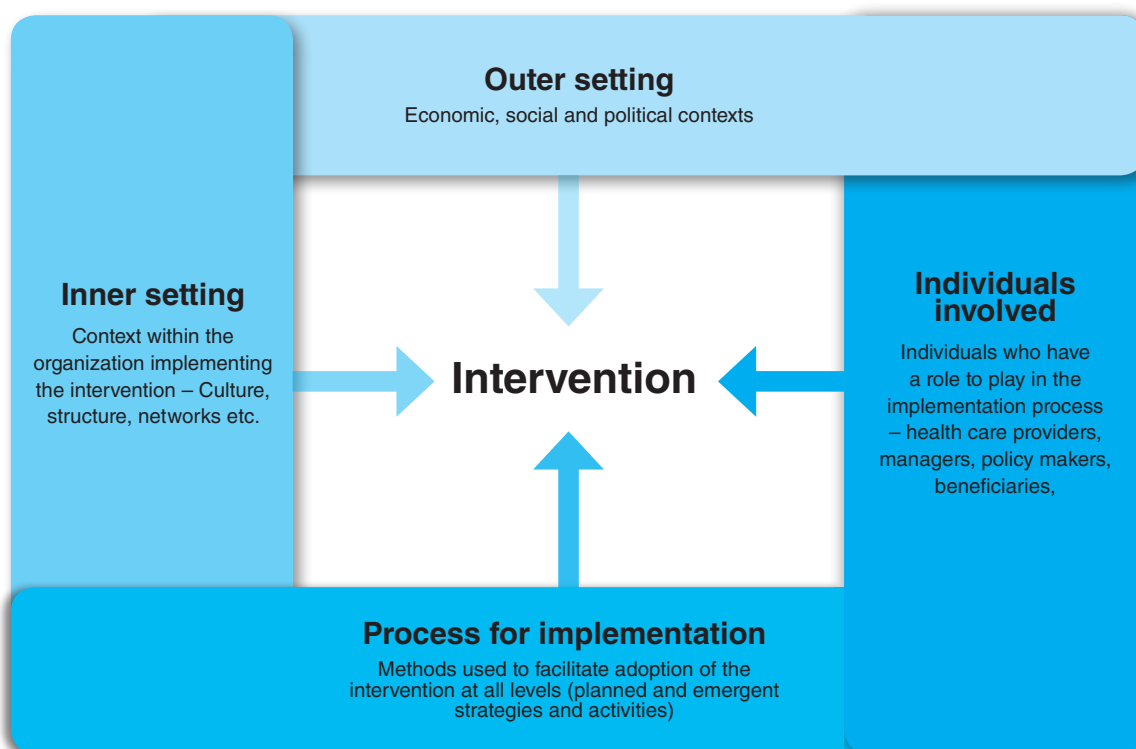 Outer setting
Economic, social and political contexts
Inner setting
Context within the
organization implementing
the intervention – Culture,
structure, networks etc.
Intervention
Individuals
involved
Individuals who have
a role to play in the
implementation process
– health care providers,
managers, policy makers,
beneficiaries,
Process for implementation
Methods used to facilitate adoption of the
intervention at all levels (planned and emergent
strategies and activities)